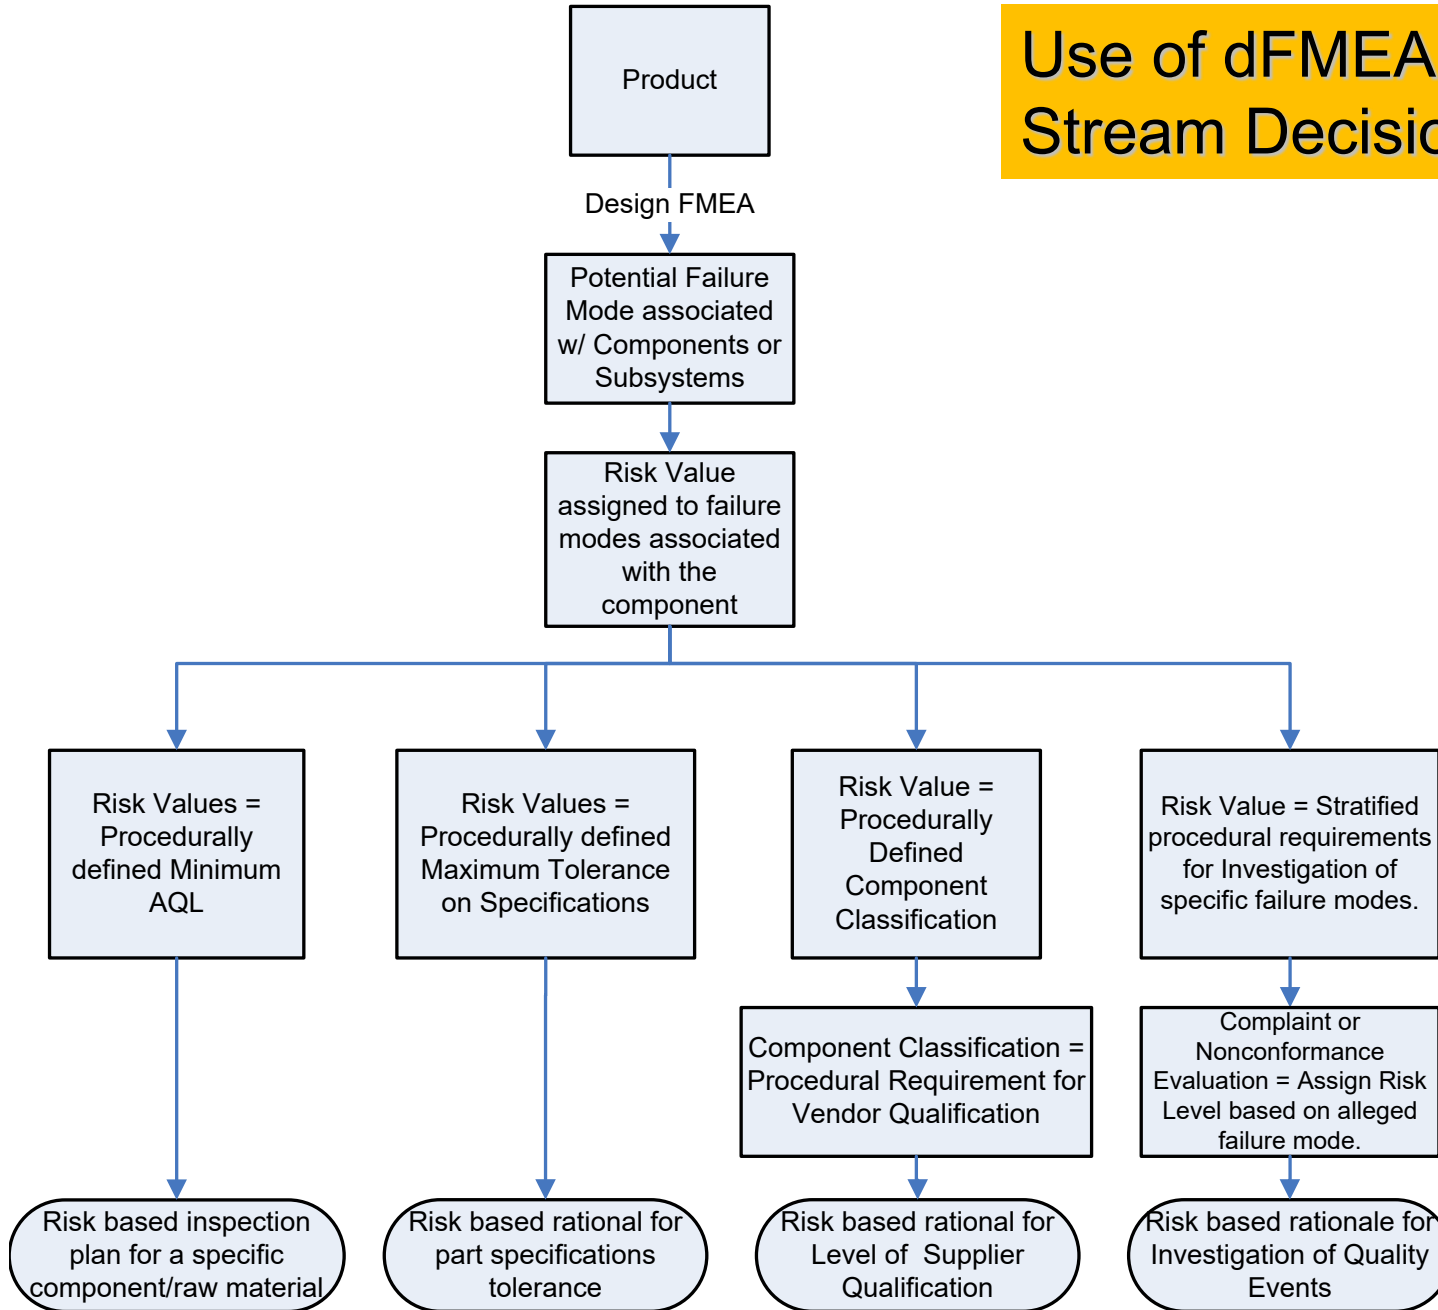 Use of dFMEA
Stream Decisio
Product
Design FMEA
Potential Failure
Mode associated
w/ Components or
Subsystems
Risk Value
assigned to failure
modes associated
with the
component
Risk Values =
Procedurally
defined Minimum
AQL
Risk Values =
Procedurally defined
Maximum Tolerance
on Specifications
Risk Value =
Procedurally
Defined
Component
Classification
Risk Value = Stratified
procedural requirements
for Investigation of
specific failure modes.
Component Classification =
Procedural Requirement for
Vendor Qualification
Complaint or
Nonconformance
Evaluation = Assign Risk
Level based on alleged
failure mode.
Risk based inspection
plan for a specific
component/raw material
Risk based rational for
part specifications
tolerance
Risk based rational for
Level of  Supplier
Qualification
Risk based rationale for
Investigation of Quality
Events